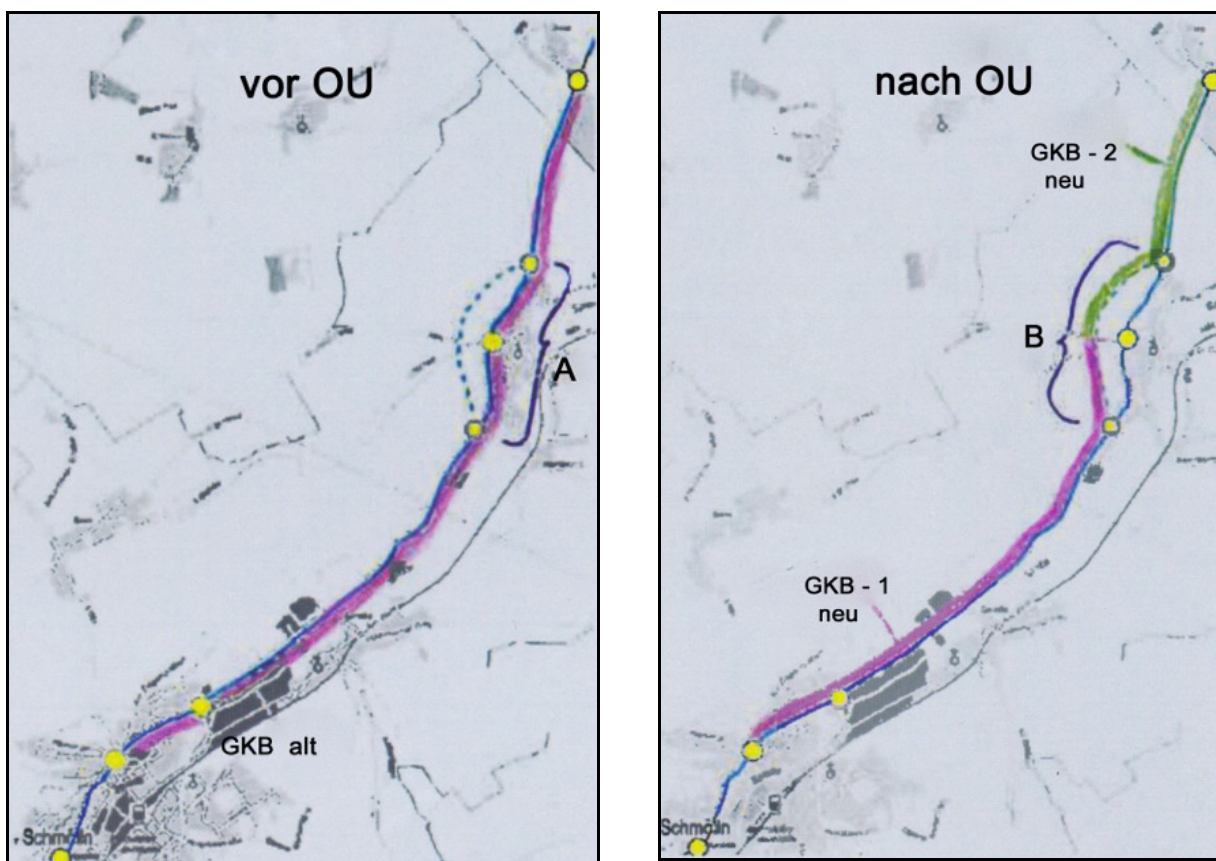 vor OU
A
GKB alt
Schmölln
nach OU
GKB - 2
neu
B
GKB - 1
neu
Schmölln